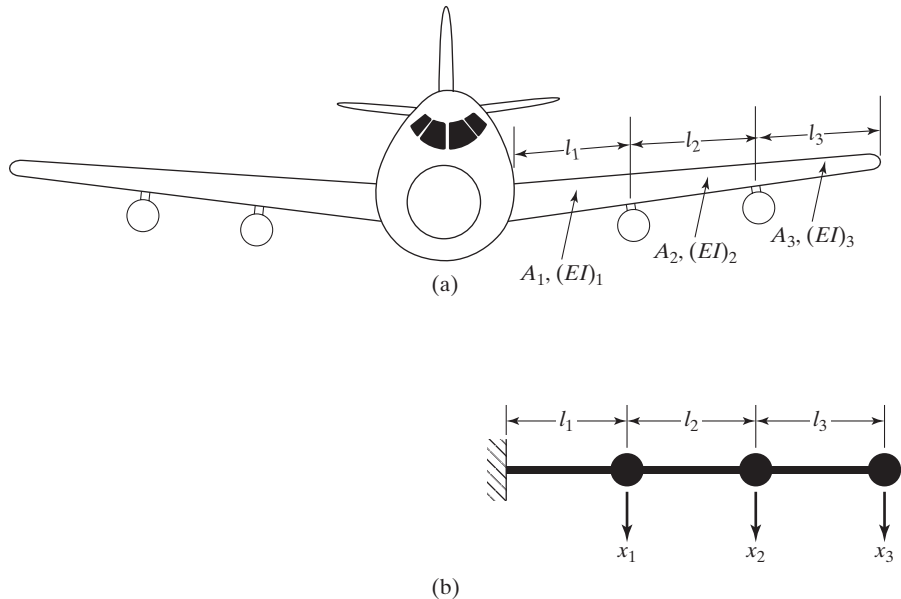 l₁
l₂
l₃
A₁, (EI)₁
A₂, (EI)₂
A₃, (EI)₃
(a)
l₁
l₂
l₃
x₁
x₂
x₃
(b)